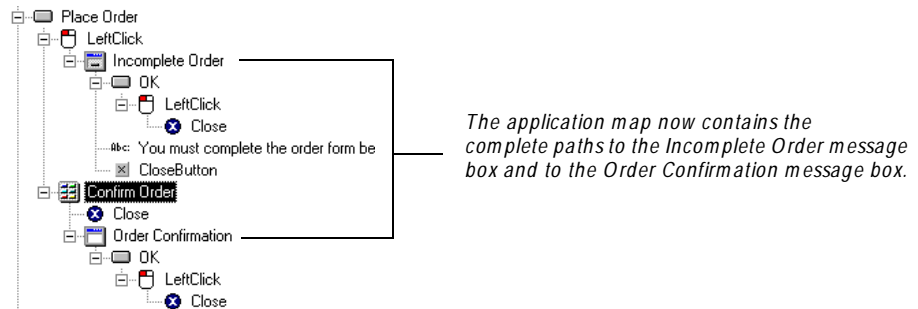 Place Order
LeftClick
Incomplete Order
OK
LeftClick
Close
Abc: You must complete the order form be
CloseButton
Confirm Order
Close
Order Confirmation
OK
LeftClick
Close
The application map now contains the
complete paths to the Incomplete Order message
box and to the Order Confirmation message box.